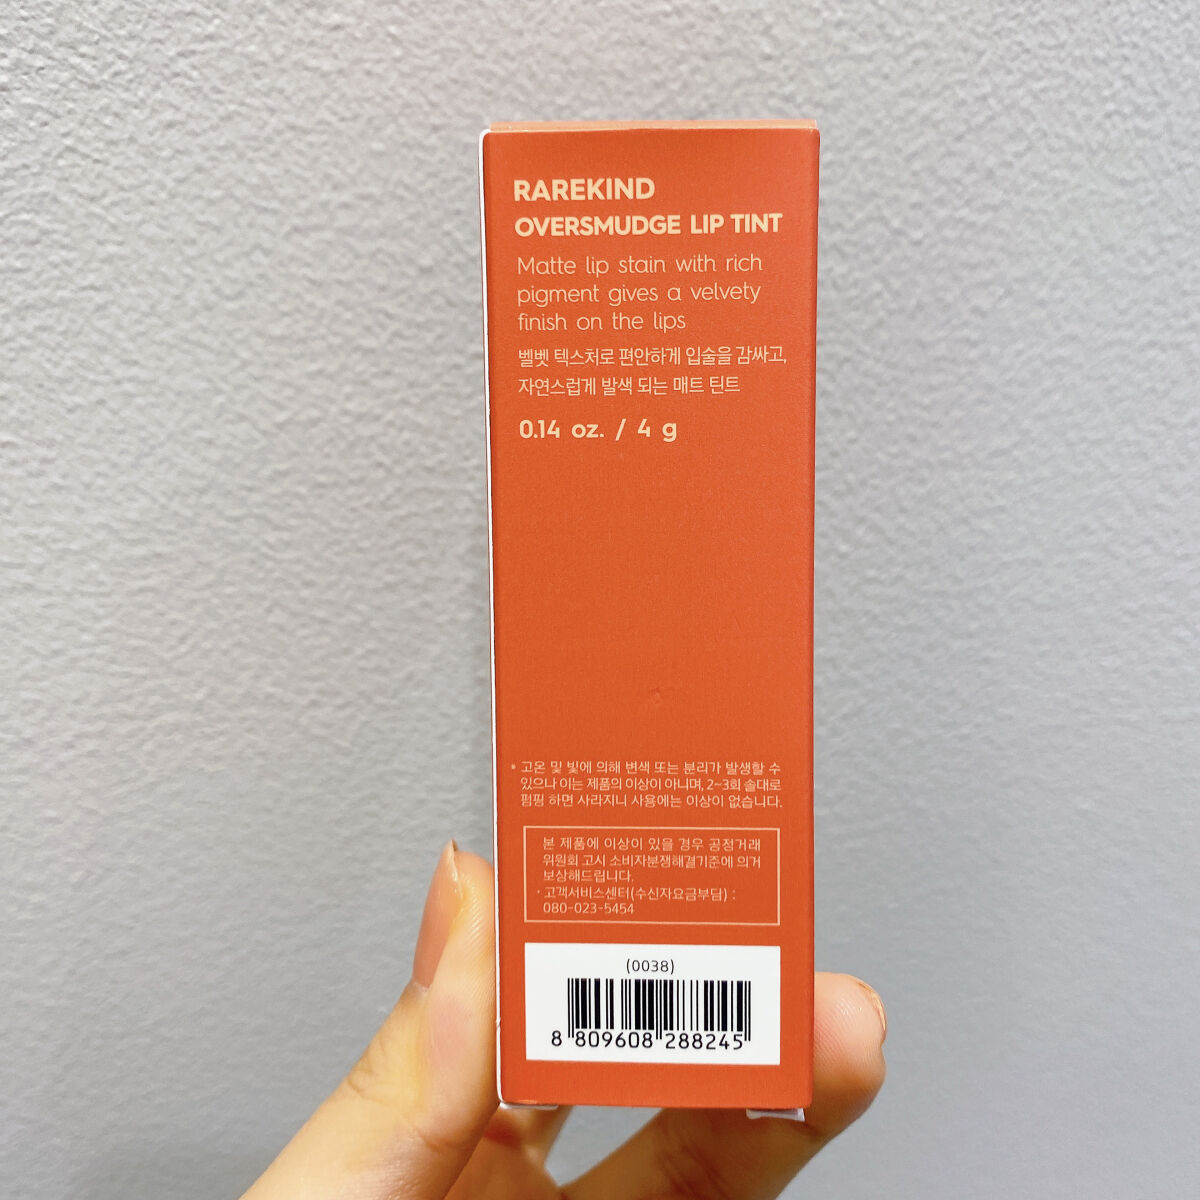 RAREKIND
OVERSMUDGE LIP TINT
Matte lip stain with rich
pigment gives a velvety
finish on the lips
벨벳 텍스처로 편안하게 입술을 감싸고,
자연스럽게 발색 되는 매트 틴트
0.14 oz. / 4 g
* 고온 및 빛에 의해 변색 또는 분리가 발생할 수
있으나 이는 제품의 이상이 아니며, 2~3회 솔대로
펌핑 하면 사라지니 사용에는 이상이 없습니다.
본 제품에 이상이 있을 경우 공정거래
위원회 고시 소비자분쟁해결기준에 의거
보상해드립니다.
· 고객서비스센터(수신자요금부담) :
080-023-5454
(0038)
8 809608 288245